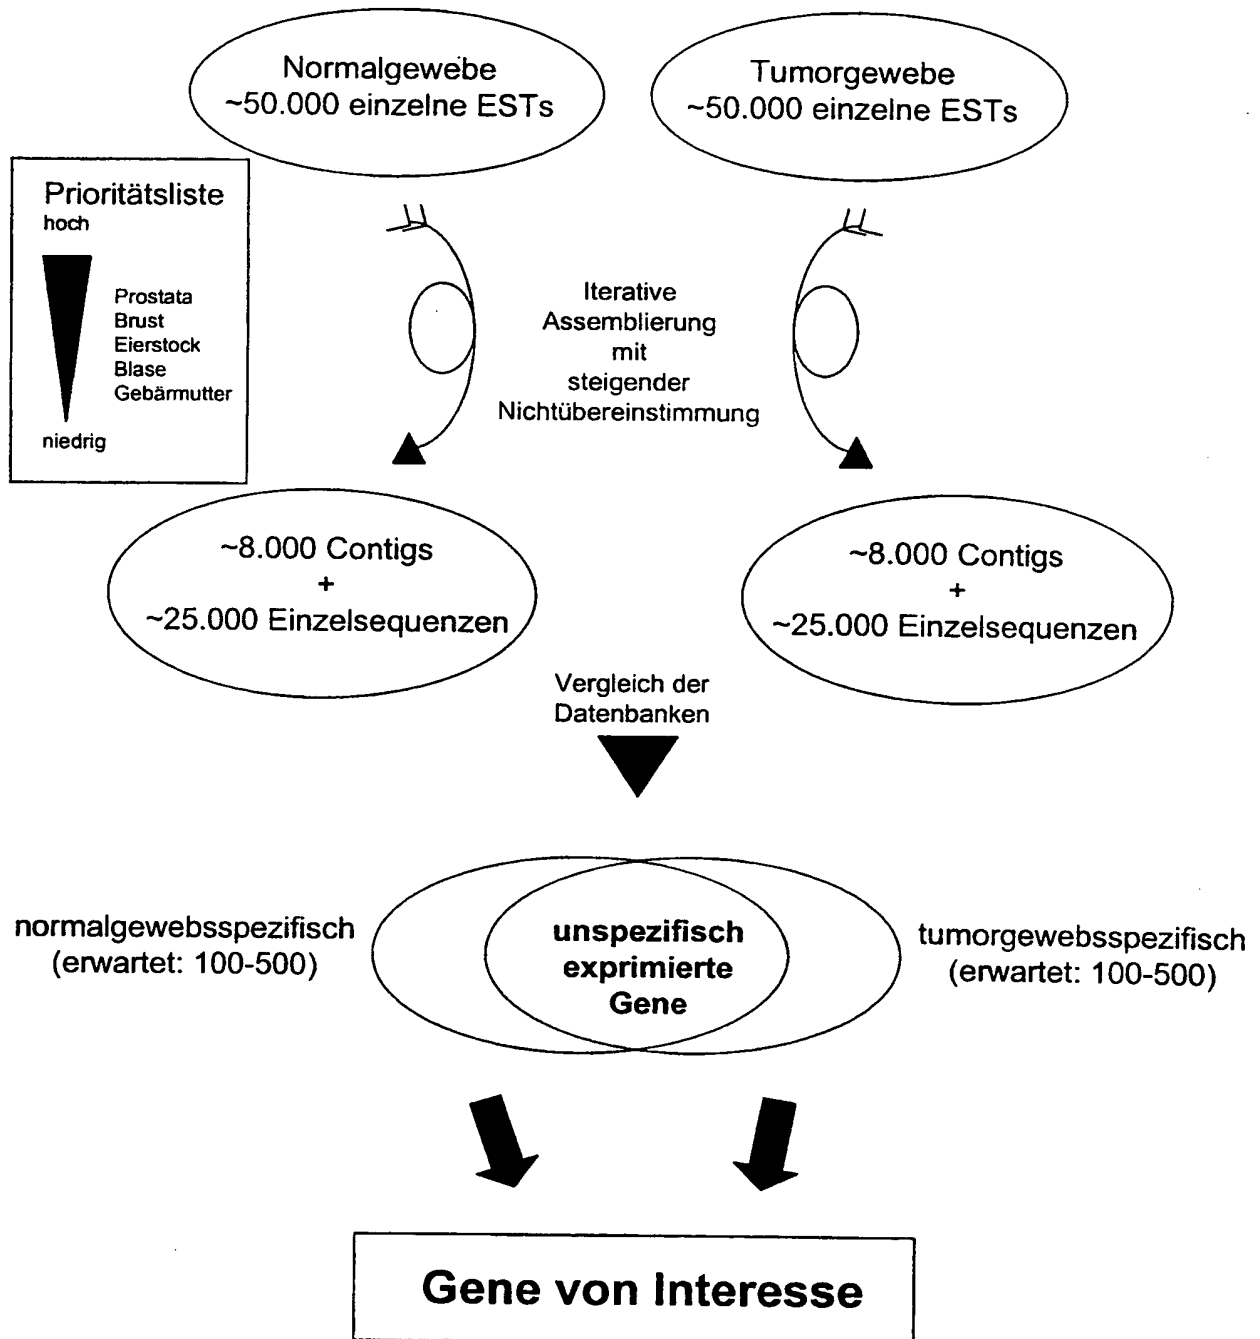 Normalgewebe
~50.000 einzelne ESTs
Tumorgewebe
~50.000 einzelne ESTs
Prioritätsliste
hoch
Prostata
Brust
Eierstock
Blase
Gebärmutter
niedrig
Iterative
Assemblierung
mit
steigender
Nichtübereinstimmung
~8.000 Contigs
+
~25.000 Einzelsequenzen
~8.000 Contigs
+
~25.000 Einzelsequenzen
Vergleich der
Datenbanken
normalgewebsspezifisch
(erwartet: 100-500)
unspezifisch
exprimierte
Gene
tumorgewebsspezifisch
(erwartet: 100-500)
Gene von Interesse